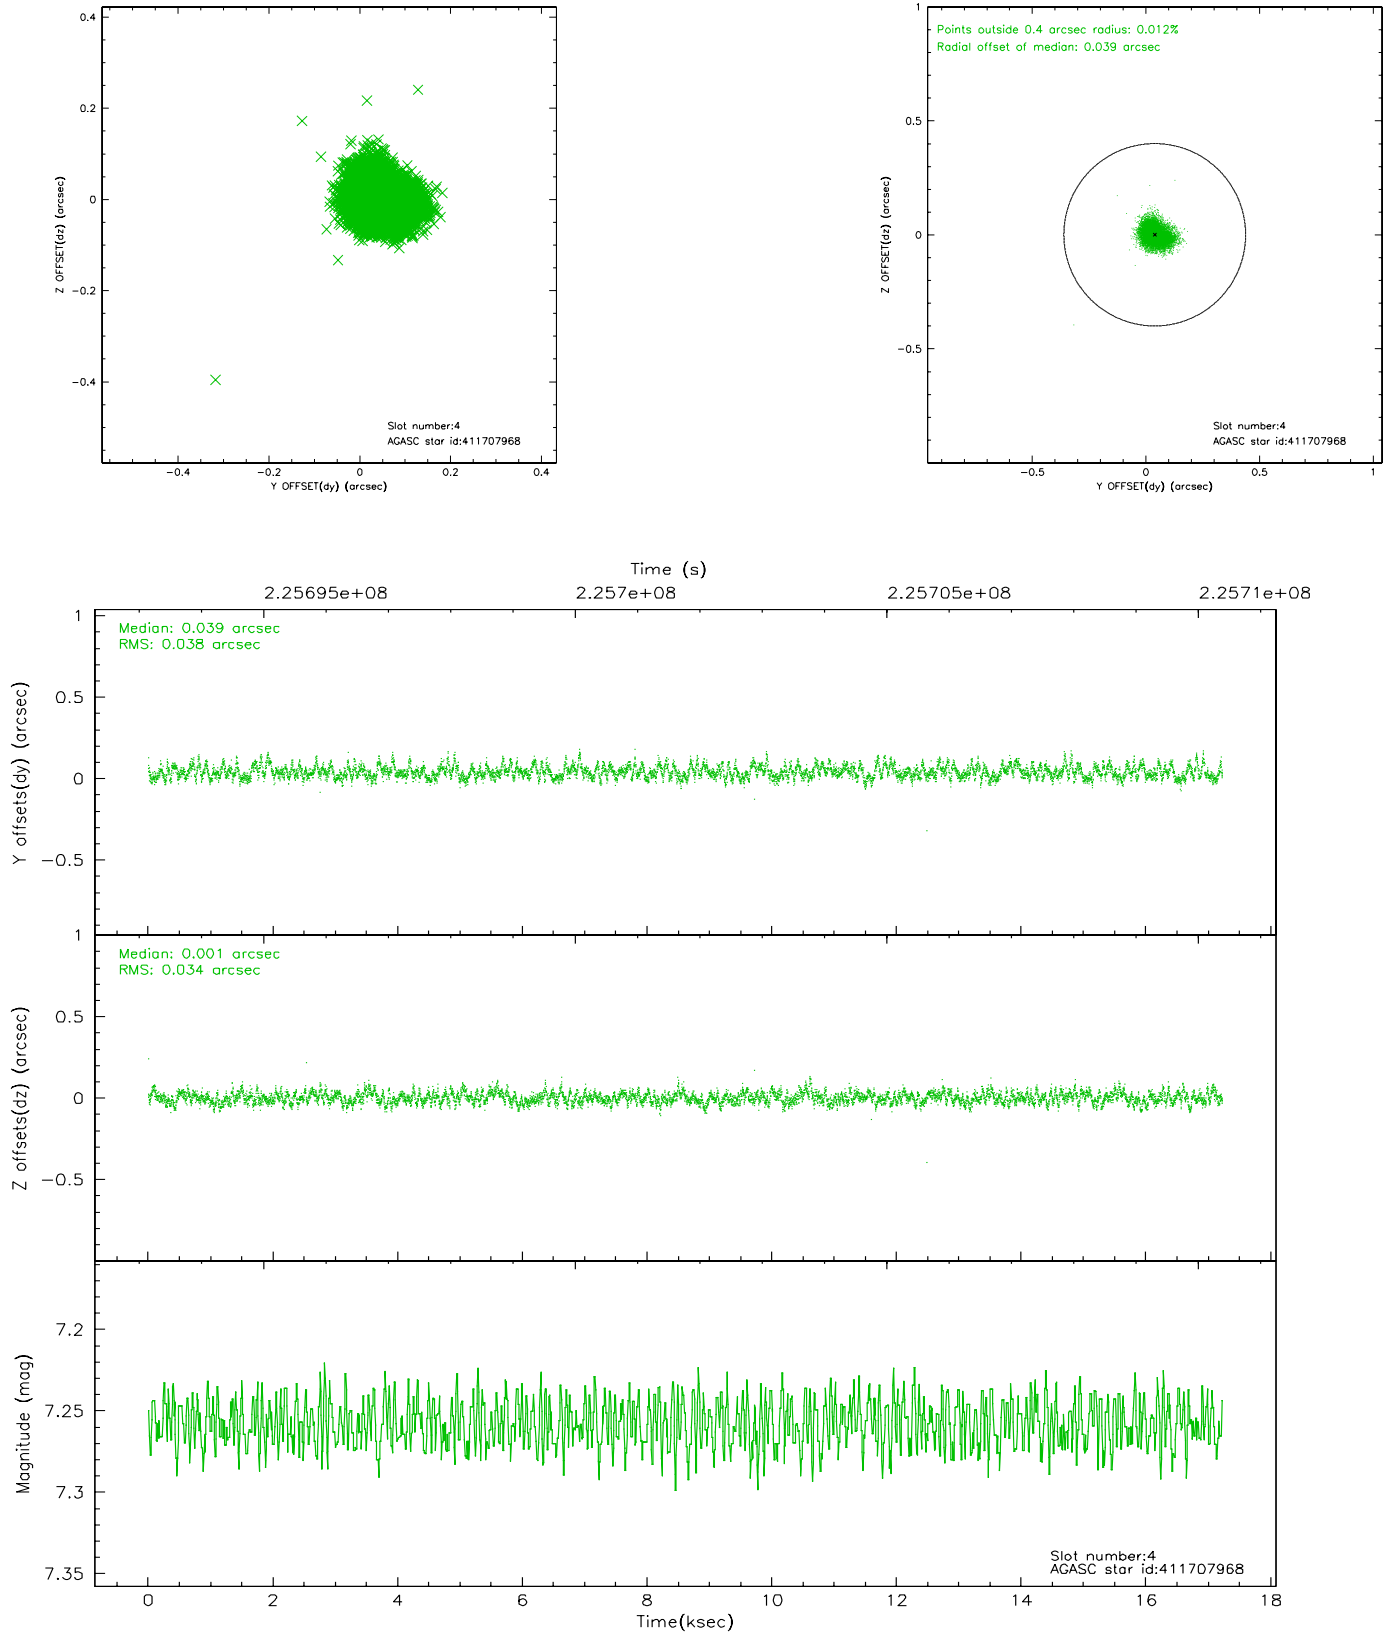 0.4
0.2
0
−0.2
−0.4
Z OFFSET(dz) (arcsec)
Slot number:4
AGASC star id:411707968
−0.4 −0.2 0 0.2 0.4
Y OFFSET(dy) (arcsec)
Points outside 0.4 arcsec radius: 0.012%
Radial offset of median: 0.039 arcsec
1
0.5
0
−0.5
Z OFFSET(dz) (arcsec)
Slot number:4
AGASC star id:411707968
−0.5 0 0.5 1
Y OFFSET(dy) (arcsec)
Time (s)
2.25695e+08 2.257e+08 2.25705e+08 2.2571e+08
Median: 0.039 arcsec
RMS: 0.038 arcsec
1
0.5
0
−0.5
Y offsets(dy) (arcsec)
Median: 0.001 arcsec
RMS: 0.034 arcsec
1
0.5
0
−0.5
Z offsets(dz) (arcsec)
7.2
7.25
7.3
7.35
Magnitude (mag)
Slot number:4
AGASC star id:411707968
0 2 4 6 8 10 12 14 16 18
Time(ksec)